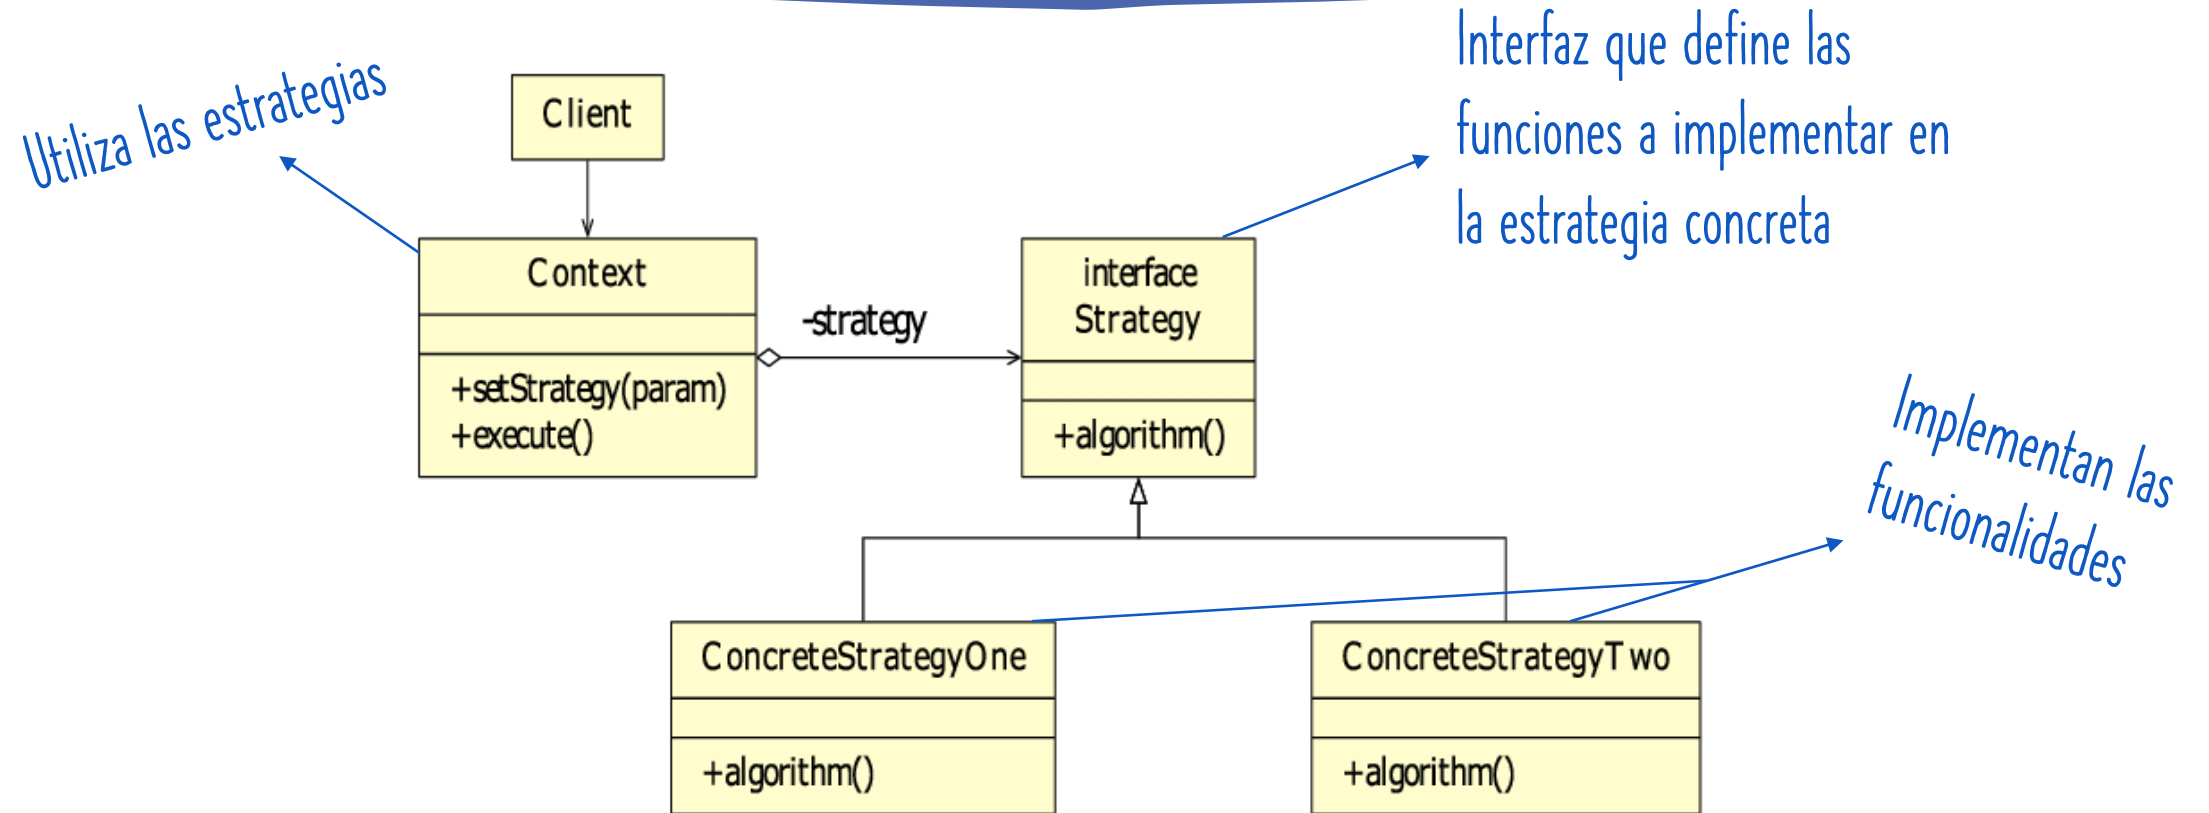 Utiliza las estrategias
Client
Interfaz que define las
funciones a implementar en
la estrategia concreta
Context
+setStrategy(param)
+execute()
-strategy
interface
Strategy
+algorithm()
Implementan las
funcionalidades
ConcreteStrategyOne
+algorithm()
ConcreteStrategyTwo
+algorithm()